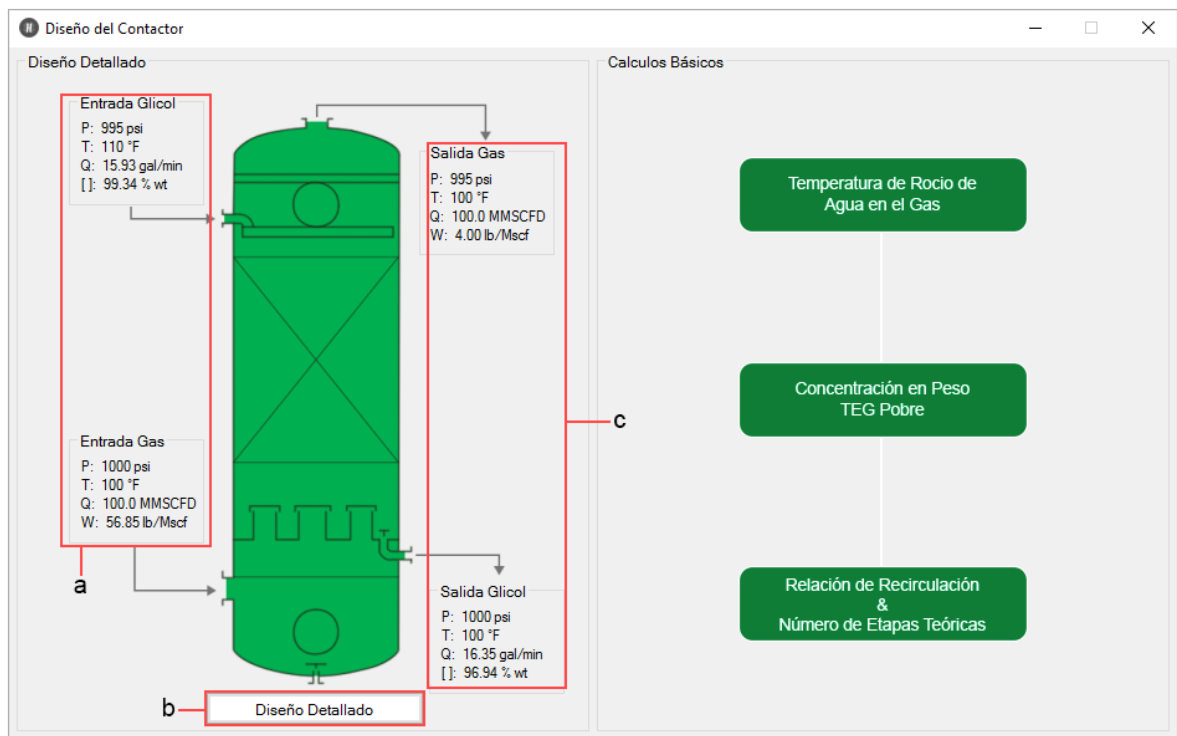 Diseño del Contactor
Diseño Detallado
Entrada Glicol
P: 995 psi
T: 110 °F
Q: 15.93 gal/min
[ ]: 99.34 % wt
Salida Gas
P: 995 psi
T: 100 °F
Q: 100.0 MMSCFD
W: 4.00 lb/Mscf
c
Entrada Gas
P: 1000 psi
T: 100 °F
Q: 100.0 MMSCFD
W: 56.85 lb/Mscf
a
Salida Glicol
P: 1000 psi
T: 100 °F
Q: 16.35 gal/min
[ ]: 96.94 % wt
b
Diseño Detallado
Calculos Básicos
Temperatura de Rocio de
Agua en el Gas
Concentración en Peso
TEG Pobre
Relación de Recirculación
&
Número de Etapas Teóricas